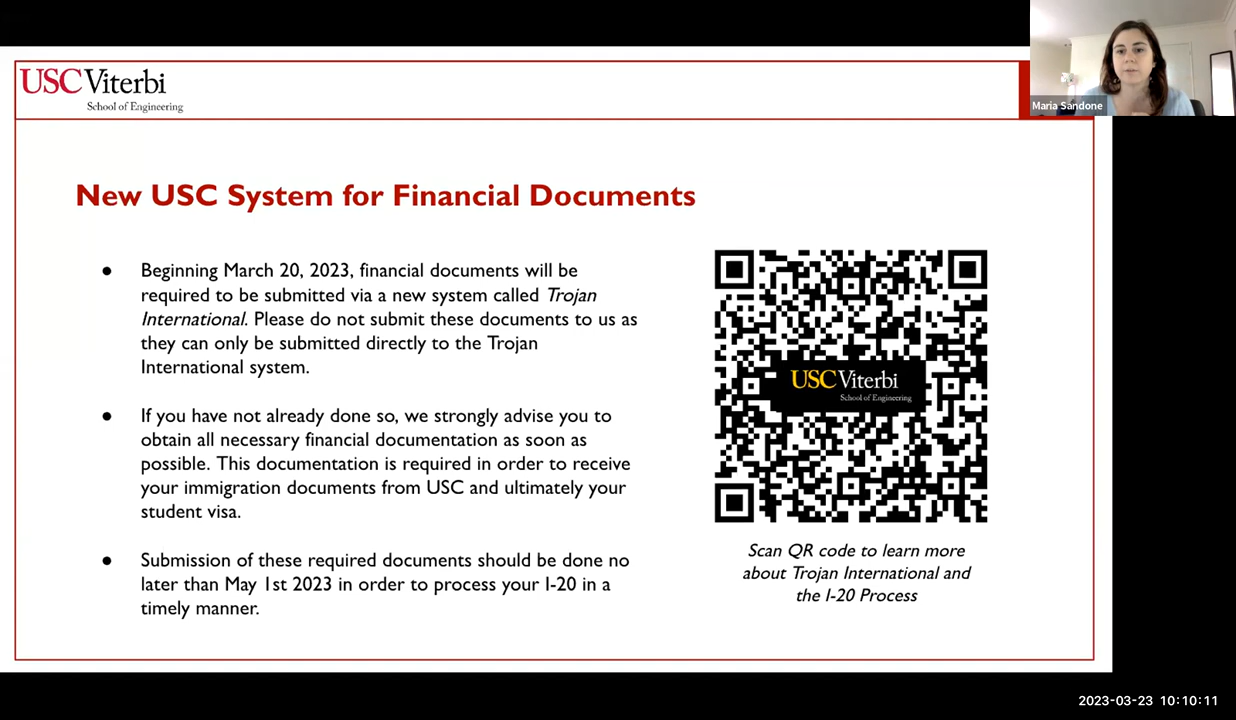 USC Viterbi
School of Engineering
Maria Sandone
New USC System for Financial Documents
● Beginning March 20, 2023, financial documents will be
required to be submitted via a new system called Trojan
International. Please do not submit these documents to us as
they can only be submitted directly to the Trojan
International system.
● If you have not already done so, we strongly advise you to
obtain all necessary financial documentation as soon as
possible. This documentation is required in order to receive
your immigration documents from USC and ultimately your
student visa.
● Submission of these required documents should be done no
later than May 1st 2023 in order to process your I-20 in a
timely manner.
USC Viterbi
School of Engineering
Scan QR code to learn more
about Trojan International and
the I-20 Process
2023-03-23 10:10:11